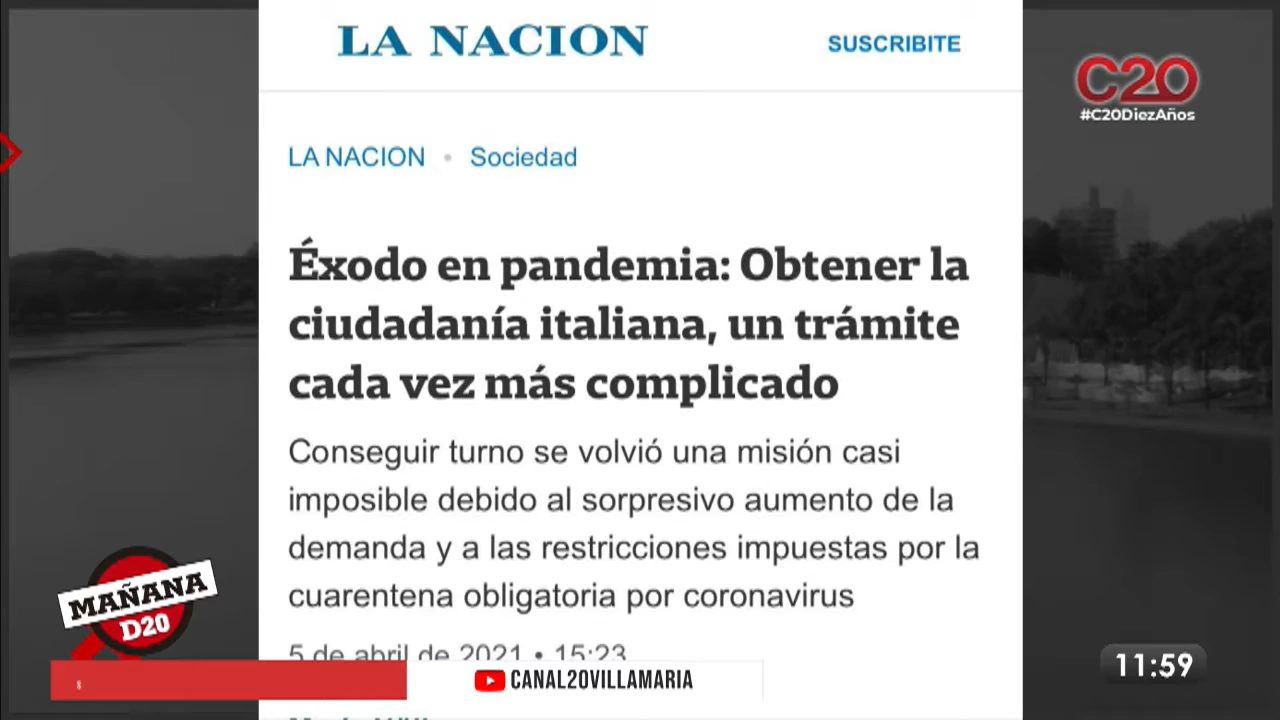 LA NACION
SUSCRIBITE
C20
#C20DiezAños
LA NACION • Sociedad
Éxodo en pandemia: Obtener la
ciudadanía italiana, un trámite
cada vez más complicado
Conseguir turno se volvió una misión casi
imposible debido al sorpresivo aumento de la
demanda y a las restricciones impuestas por la
cuarentena obligatoria por coronavirus
5 de abril de 2021 • 15:23
MAÑANA
D20
CANAL20VILLAMARIA
11:59